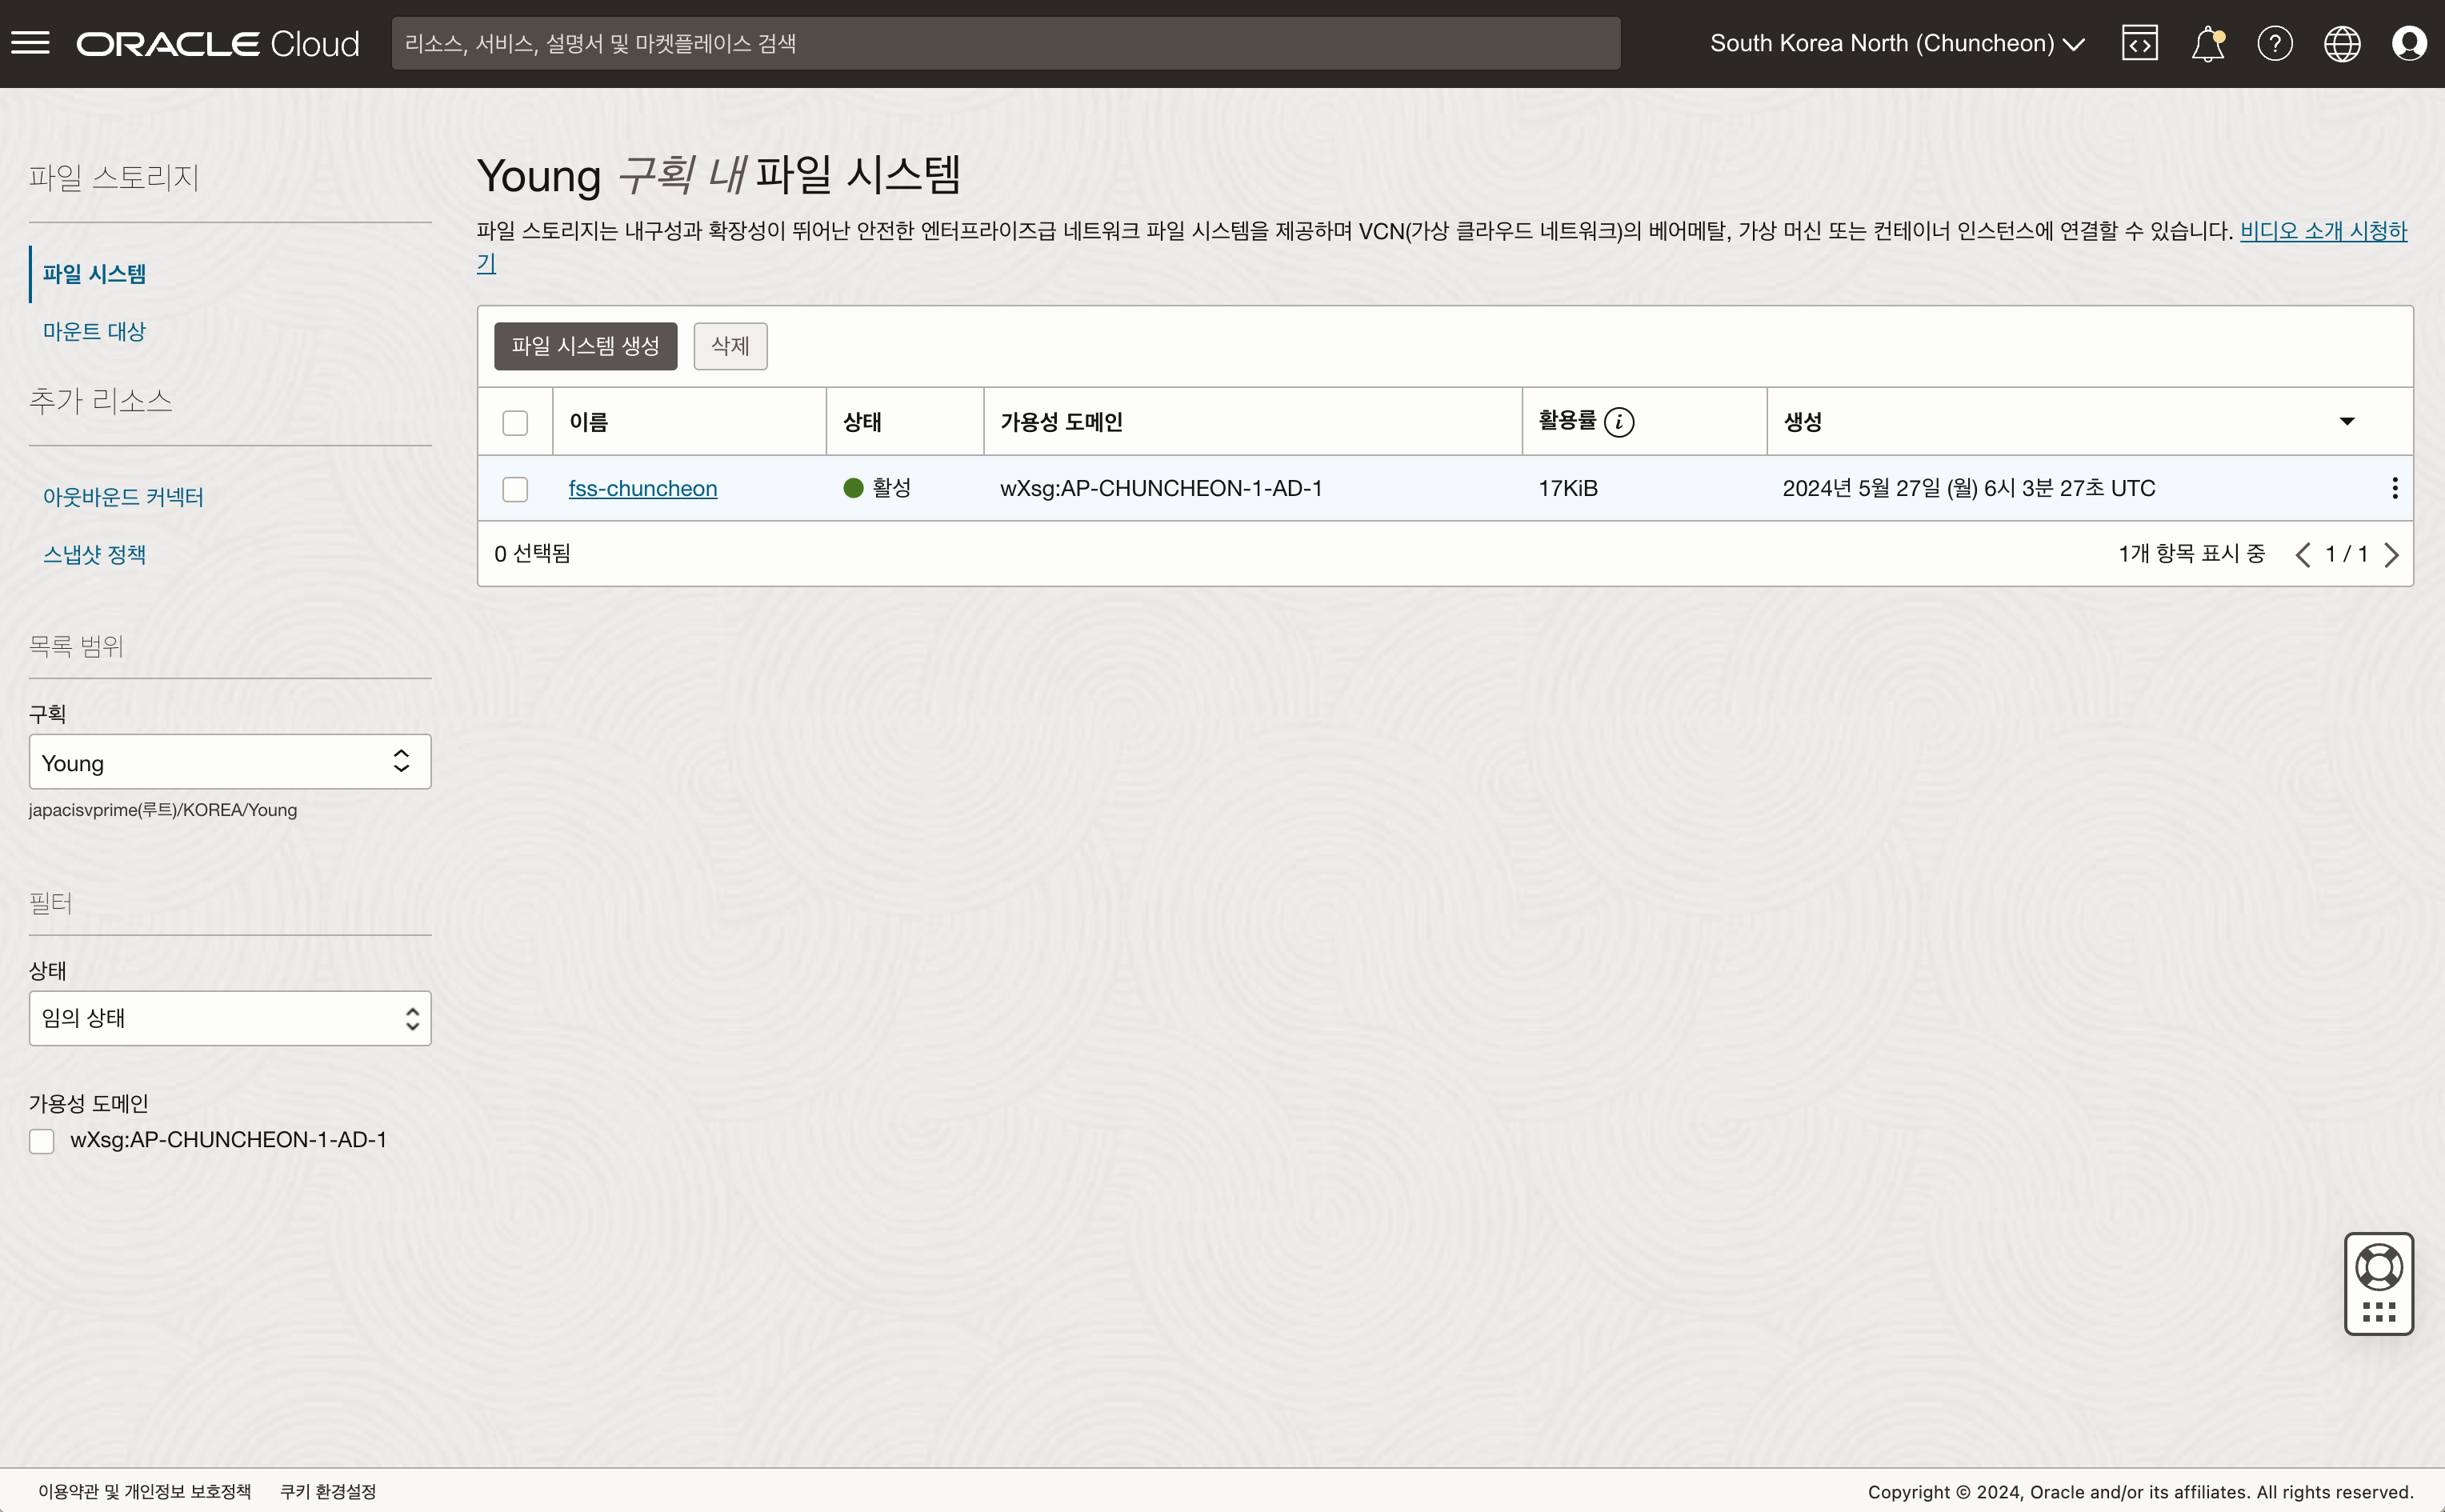 ORACLE Cloud
리소스, 서비스, 설명서 및 마켓플레이스 검색
South Korea North (Chuncheon)
파일 스토리지
파일 시스템
마운트 대상
추가 리소스
아웃바운드 커넥터
스냅샷 정책
목록 범위
구획
Young
japacisvprime(루트)/KOREA/Young
필터
상태
임의 상태
가용성 도메인
wXsg:AP-CHUNCHEON-1-AD-1
Young 구획 내 파일 시스템
파일 스토리지는 내구성과 확장성이 뛰어난 안전한 엔터프라이즈급 네트워크 파일 시스템을 제공하며 VCN(가상 클라우드 네트워크)의 베어메탈, 가상 머신 또는 컨테이너 인스턴스에 연결할 수 있습니다. 비디오 소개 시청하
기
파일 시스템 생성 삭제
이름 상태 가용성 도메인 활용률 생성
fss-chuncheon 활성 wXsg:AP-CHUNCHEON-1-AD-1 17KiB 2024년 5월 27일 (월) 6시 3분 27초 UTC
0 선택됨 1개 항목 표시 중 1 / 1
이용약관 및 개인정보 보호정책 쿠키 환경설정 Copyright © 2024, Oracle and/or its affiliates. All rights reserved.